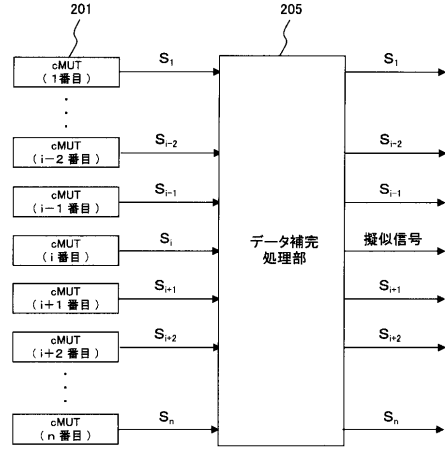 201
205
cMUT
(1番目)
S1
S1
cMUT
(i-2 番目)
Si-2
Si-2
cMUT
(i-1 番目)
Si-1
Si-1
cMUT
(i 番目)
Si
データ補完
処理部
擬似信号
cMUT
(i+1 番目)
Si+1
Si+1
cMUT
(i+2 番目)
Si+2
Si+2
cMUT
(n 番目)
Sn
Sn